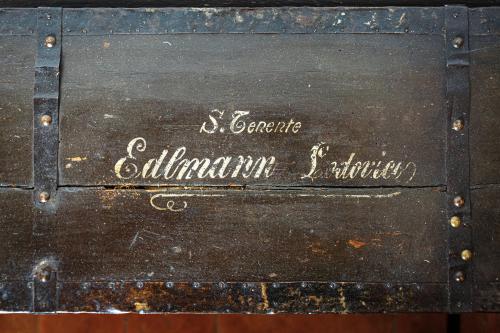 S. Tenente
Edlmann Lodovico